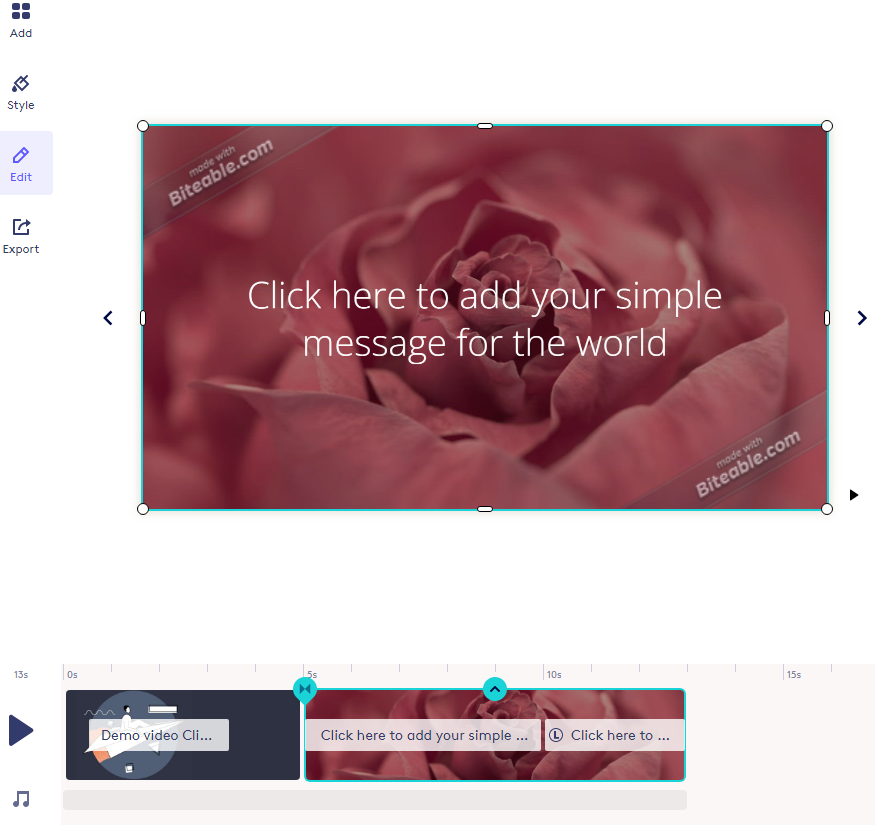 Add
Style
Edit
Export
made with
Biteable.com
Click here to add your simple
message for the world
made with
Biteable.com
13s
0s
5s
10s
15s
Demo video Cli...
Click here to add your simple ...
L Click here to ...